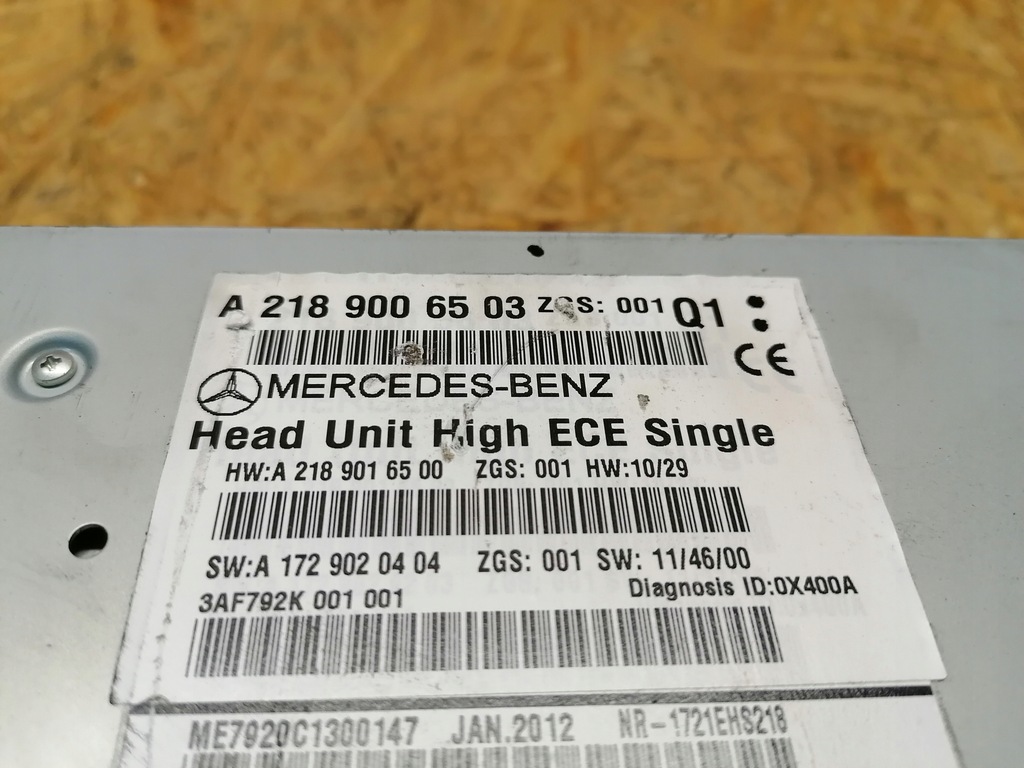 A 218 900 65 03 ZGS: 001 Q1
CE
MERCEDES-BENZ
Head Unit High ECE Single
HW:A 218 901 65 00 ZGS: 001 HW:10/29
SW:A 172 902 04 04 ZGS: 001 SW: 11/46/00
3AF792K 001 001 Diagnosis ID:0X400A
ME7920C1300147 JAN.2012 NR-1721EHS218